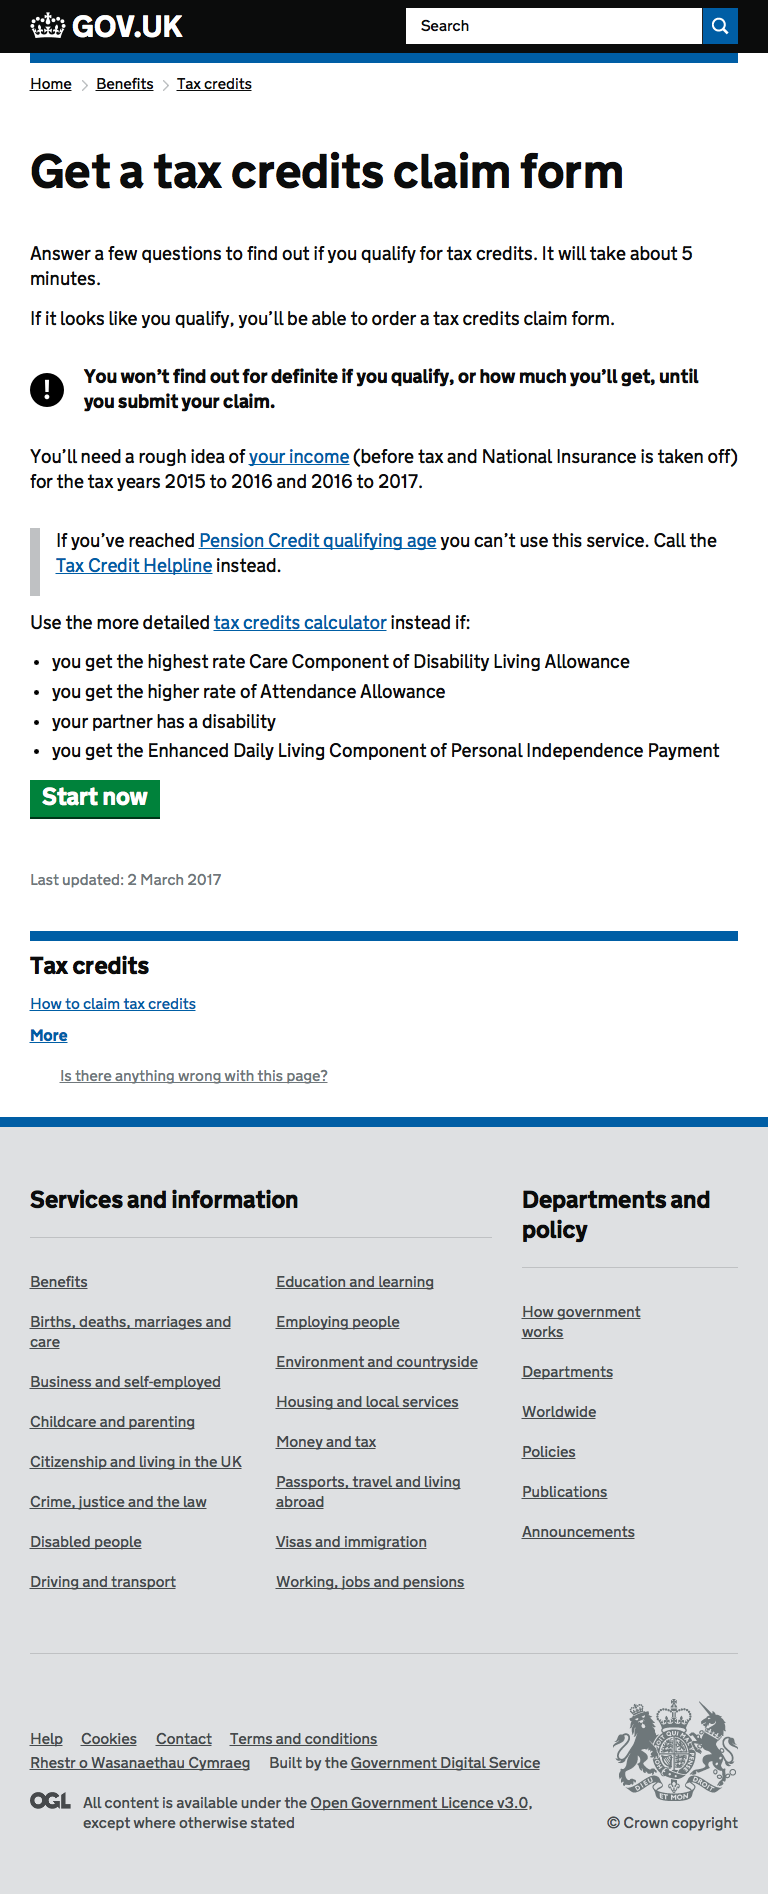 GOV.UK
Search
Home
Benefits
Tax credits
Get a tax credits claim form
Answer a few questions to find out if you qualify for tax credits. It will take about 5
minutes.
If it looks like you qualify, you’ll be able to order a tax credits claim form.
! You won’t find out for definite if you qualify, or how much you’ll get, until
you submit your claim.
You’ll need a rough idea of your income (before tax and National Insurance is taken off)
for the tax years 2015 to 2016 and 2016 to 2017.
If you’ve reached Pension Credit qualifying age you can’t use this service. Call the
Tax Credit Helpline instead.
Use the more detailed tax credits calculator instead if:
• you get the highest rate Care Component of Disability Living Allowance
• you get the higher rate of Attendance Allowance
• your partner has a disability
• you get the Enhanced Daily Living Component of Personal Independence Payment
Start now
Last updated: 2 March 2017
Tax credits
How to claim tax credits
More
Is there anything wrong with this page?
Services and information
Benefits
Births, deaths, marriages and
care
Business and self-employed
Childcare and parenting
Citizenship and living in the UK
Crime, justice and the law
Disabled people
Driving and transport
Education and learning
Employing people
Environment and countryside
Housing and local services
Money and tax
Passports, travel and living
abroad
Visas and immigration
Working, jobs and pensions
Departments and
policy
How government
works
Departments
Worldwide
Policies
Publications
Announcements
Help
Cookies
Contact
Terms and conditions
Rhestr o Wasanaethau Cymraeg
Built by the Government Digital Service
OGL
All content is available under the Open Government Licence v3.0,
except where otherwise stated
DIEU ET MON DROIT
© Crown copyright